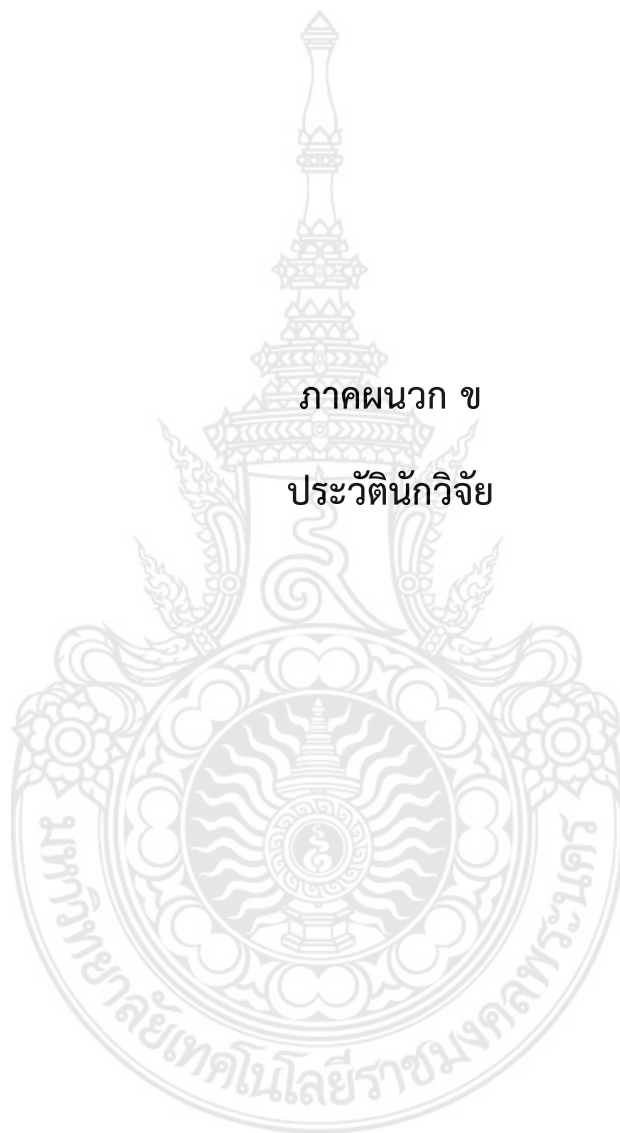 ภาคผนวก ข
ประวัตินักวิจัย
มหาวิทยาลัยเทคโนโลยีราชมงคลพระนคร